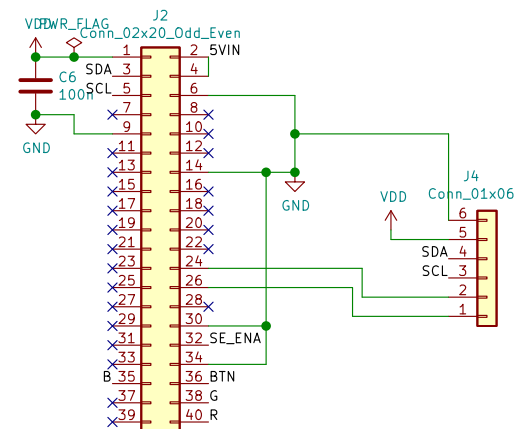 J2
VDD PWR_FLAG
Conn_02x20_Odd_Even
1 2 5VIN
SDA 3 4
C6
100n
SCL 5 6
7 8
9 10
GND
11 12
13 14
15 16
17 18
19 20
21 22
23 24
25 26
27 28
29 30
31 32 SE_ENA
33 34
B 35 36 BTN
37 38 G
39 40 R
GND
J4
Conn_01x06
VDD
6
5
SDA 4
SCL 3
2
1